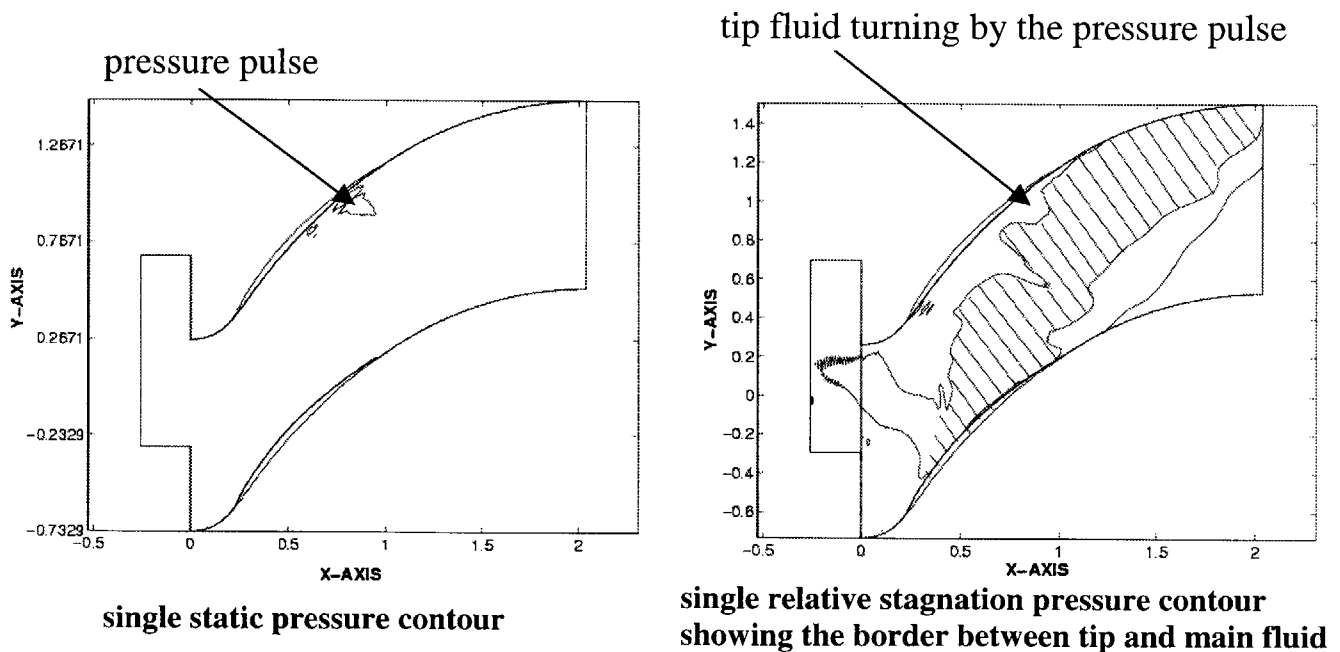 pressure pulse
tip fluid turning by the pressure pulse
1.2671
0.7671
0.2671
-0.2329
-0.7329
Y-AXIS
-0.5 0 0.5 1 1.5 2
X-AXIS
single static pressure contour
1.4
1.2
1
0.8
0.6
0.4
0.2
0
-0.2
-0.4
-0.6
Y-AXIS
-0.5 0 0.5 1 1.5 2
X-AXIS
single relative stagnation pressure contour
showing the border between tip and main fluid